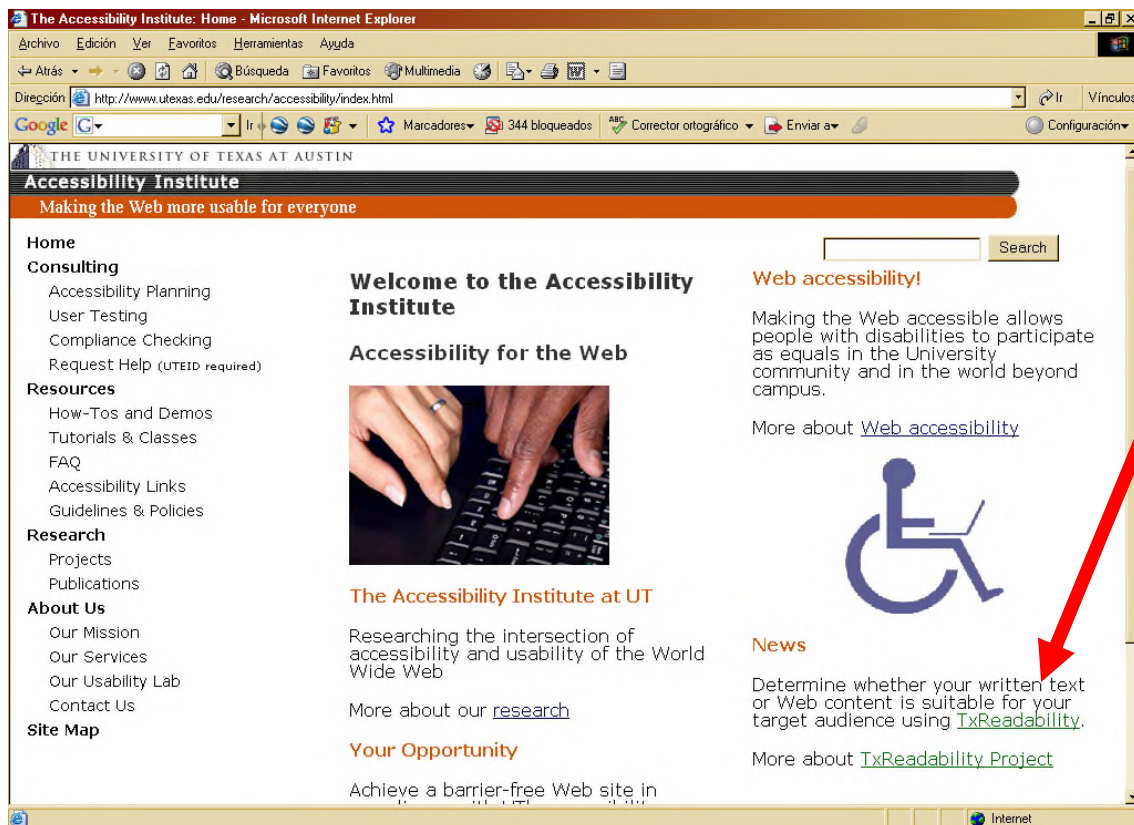 The Accessibility Institute: Home - Microsoft Internet Explorer
Archivo Edición Ver Favoritos Herramientas Ayuda
Atrás Búsqueda Favoritos Multimedia
Dirección http://www.utexas.edu/research/accessibility/index.html Ir Vínculos
Google G Ir Marcadores 344 bloqueados ABC Corrector ortográfico Enviar a Configuración
THE UNIVERSITY OF TEXAS AT AUSTIN
Accessibility Institute
Making the Web more usable for everyone
Home
Consulting
Accessibility Planning
User Testing
Compliance Checking
Request Help (UTEID required)
Resources
How-Tos and Demos
Tutorials & Classes
FAQ
Accessibility Links
Guidelines & Policies
Research
Projects
Publications
About Us
Our Mission
Our Services
Our Usability Lab
Contact Us
Site Map
Welcome to the Accessibility
Institute
Accessibility for the Web
The Accessibility Institute at UT
Researching the intersection of
accessibility and usability of the World
Wide Web
More about our research
Your Opportunity
Achieve a barrier-free Web site in
Search
Web accessibility!
Making the Web accessible allows
people with disabilities to participate
as equals in the University
community and in the world beyond
campus.
More about Web accessibility
News
Determine whether your written text
or Web content is suitable for your
target audience using TxReadability.
More about TxReadability Project
Internet